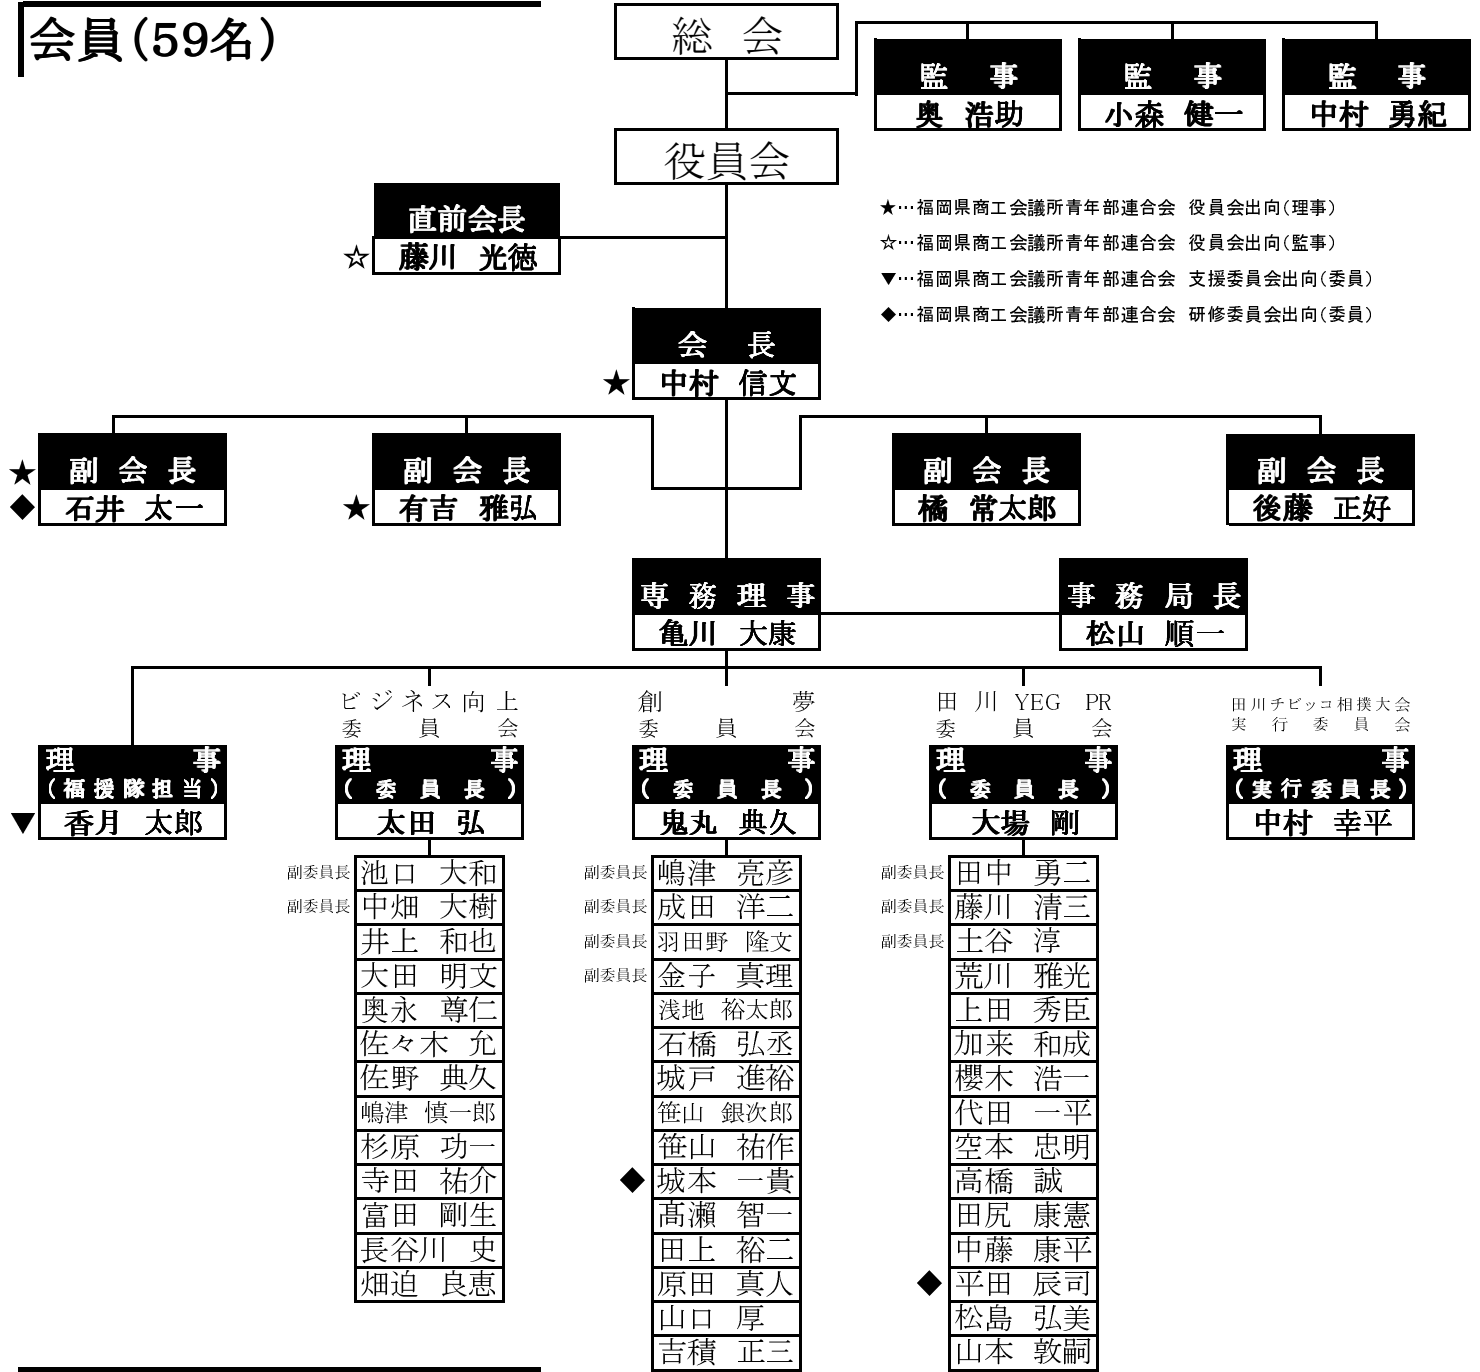 会員(59名)
総 会
監 事
奥 浩助
監 事
小森 健一
監 事
中村 勇紀
役員会
★…福岡県商工会議所青年部連合会 役員会出向(理事)
☆…福岡県商工会議所青年部連合会 役員会出向(監事)
▼…福岡県商工会議所青年部連合会 支援委員会出向(委員)
◆…福岡県商工会議所青年部連合会 研修委員会出向(委員)
直前会長
☆ 藤川 光徳
会 長
★ 中村 信文
副会長
★
◆ 石井 太一
副会長
★ 有吉 雅弘
副会長
橘 常太郎
副会長
後藤 正好
専務理事
亀川 大康
事務局長
松山 順一
理事
(福援隊担当)
▼ 香月 太郎
ビジネス向上
委員会
理事
(委員長)
太田 弘
副委員長 池口 大和
副委員長 中畑 大樹
井上 和也
大田 明文
奥永 尊仁
佐々木 允
佐野 典久
嶋津 慎一郎
杉原 功一
寺田 祐介
富田 剛生
長谷川 史
畑迫 良恵
創夢
委員会
理事
(委員長)
鬼丸 典久
副委員長 嶋津 亮彦
副委員長 成田 洋二
副委員長 羽田野 隆文
副委員長 金子 真理
浅地 裕太郎
石橋 弘丞
城戸 進裕
笹山 銀次郎
笹山 祐作
◆ 城本 一貴
髙瀨 智一
田上 裕二
原田 真人
山口 厚
吉積 正三
田川YEG PR
委員会
理事
(委員長)
大場 剛
副委員長 田中 勇二
副委員長 藤川 清三
副委員長 土谷 淳
荒川 雅光
上田 秀臣
加来 和成
櫻木 浩一
代田 一平
空本 忠明
高橋 誠
田尻 康憲
中藤 康平
◆ 平田 辰司
松島 弘美
山本 敦嗣
田川チビッコ相撲大会
実行委員会
理事
(実行委員長)
中村 幸平